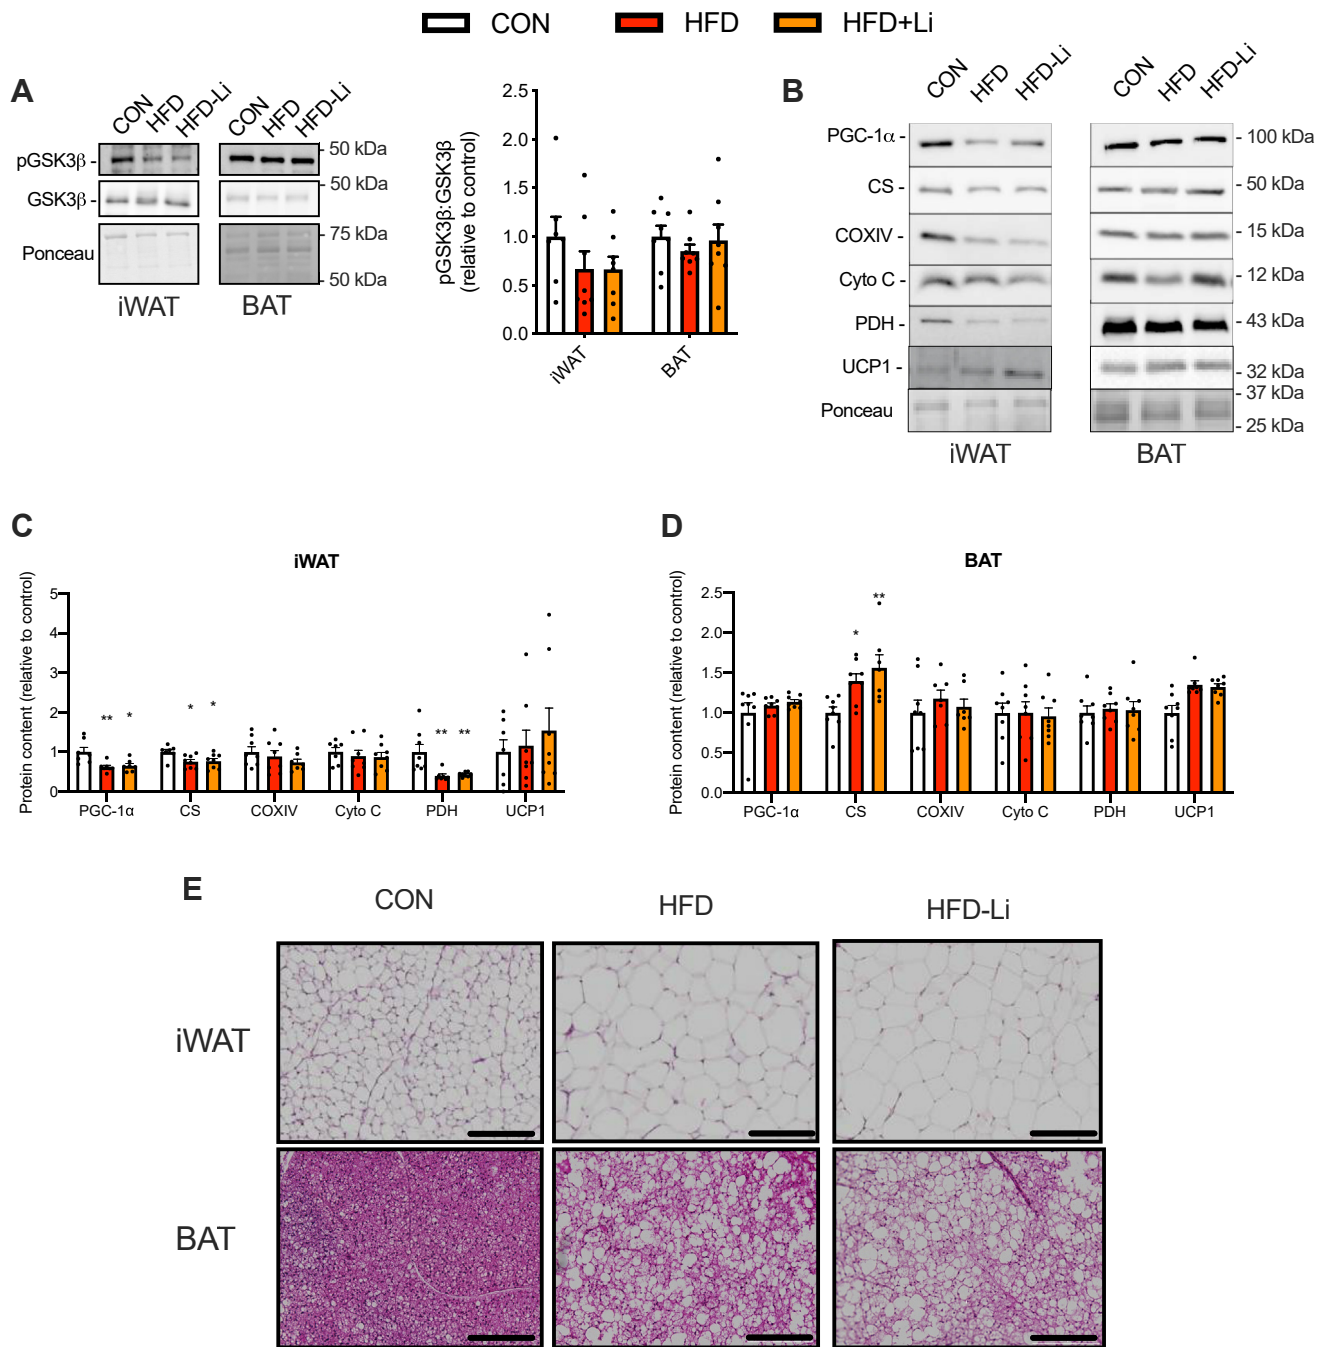 CON HFD HFD+Li
A
CON HFD HFD-Li
CON HFD HFD-Li
pGSK3β -
- 50 kDa
GSK3β -
- 50 kDa
Ponceau
- 75 kDa
50 kDa
iWAT BAT
pGSK3β:GSK3β
(relative to control)
2.5
2.0
1.5
1.0
0.5
0.0
iWAT
BAT
B
CON HFD HFD-Li
CON HFD HFD-Li
PGC-1α -
- 100 kDa
CS -
- 50 kDa
COXIV -
- 15 kDa
Cyto C -
- 12 kDa
PDH -
- 43 kDa
UCP1 -
- 32 kDa
Ponceau
- 37 kDa
- 25 kDa
iWAT BAT
C
iWAT
Protein content (relative to control)
5
4
3
2
1
0
** *
* *
** **
PGC-1α CS COXIV Cyto C PDH UCP1
D
BAT
Protein content (relative to control)
2.5
2.0
1.5
1.0
0.5
0.0
* **
PGC-1α CS COXIV Cyto C PDH UCP1
E
CON HFD HFD-Li
iWAT
BAT